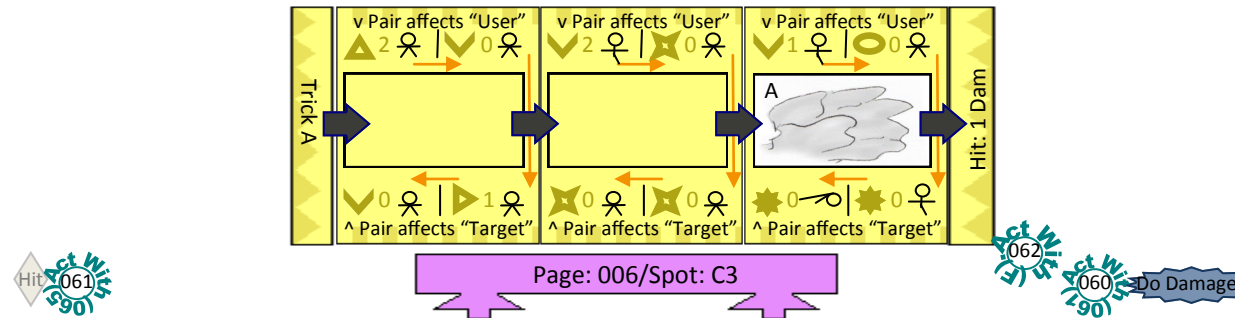 v Pair affects “User” v Pair affects “User” v Pair affects “User”
2 0 2 0 1 0
Trick A
A
Hit: 1 Dam
0 1 0 0 0 0
^ Pair affects “Target” ^ Pair affects “Target” ^ Pair affects “Target”
Page: 006/Spot: C3
Hit
Act With
061
(065)
Act With
062
(F)
Act With
060
(061)
Do Damage